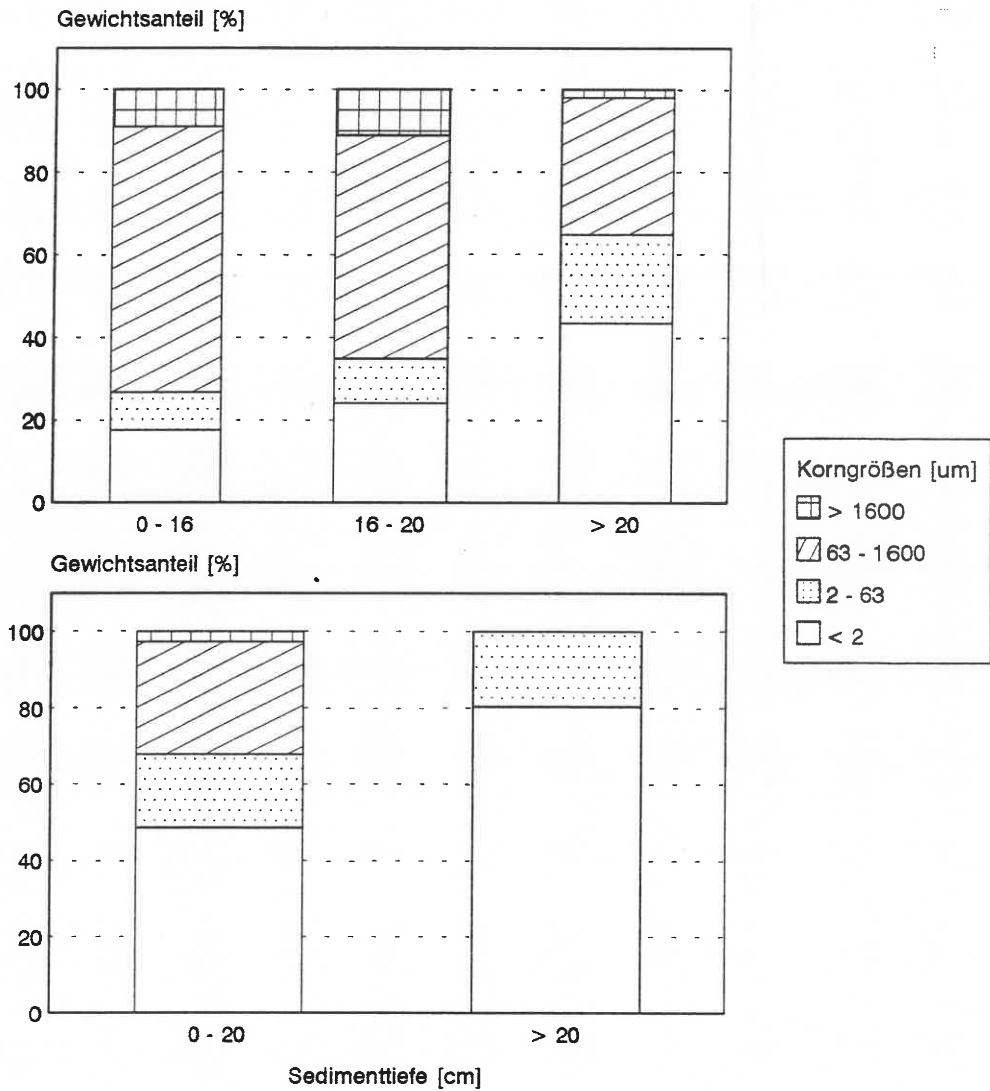 Gewichtsanteil [%]
100
80
60
40
20
0
0 - 16
16 - 20
> 20
Gewichtsanteil [%]
100
80
60
40
20
0
0 - 20
> 20
Sedimenttiefe [cm]
Korngrößen [um]
> 1600
63 - 1600
2 - 63
< 2